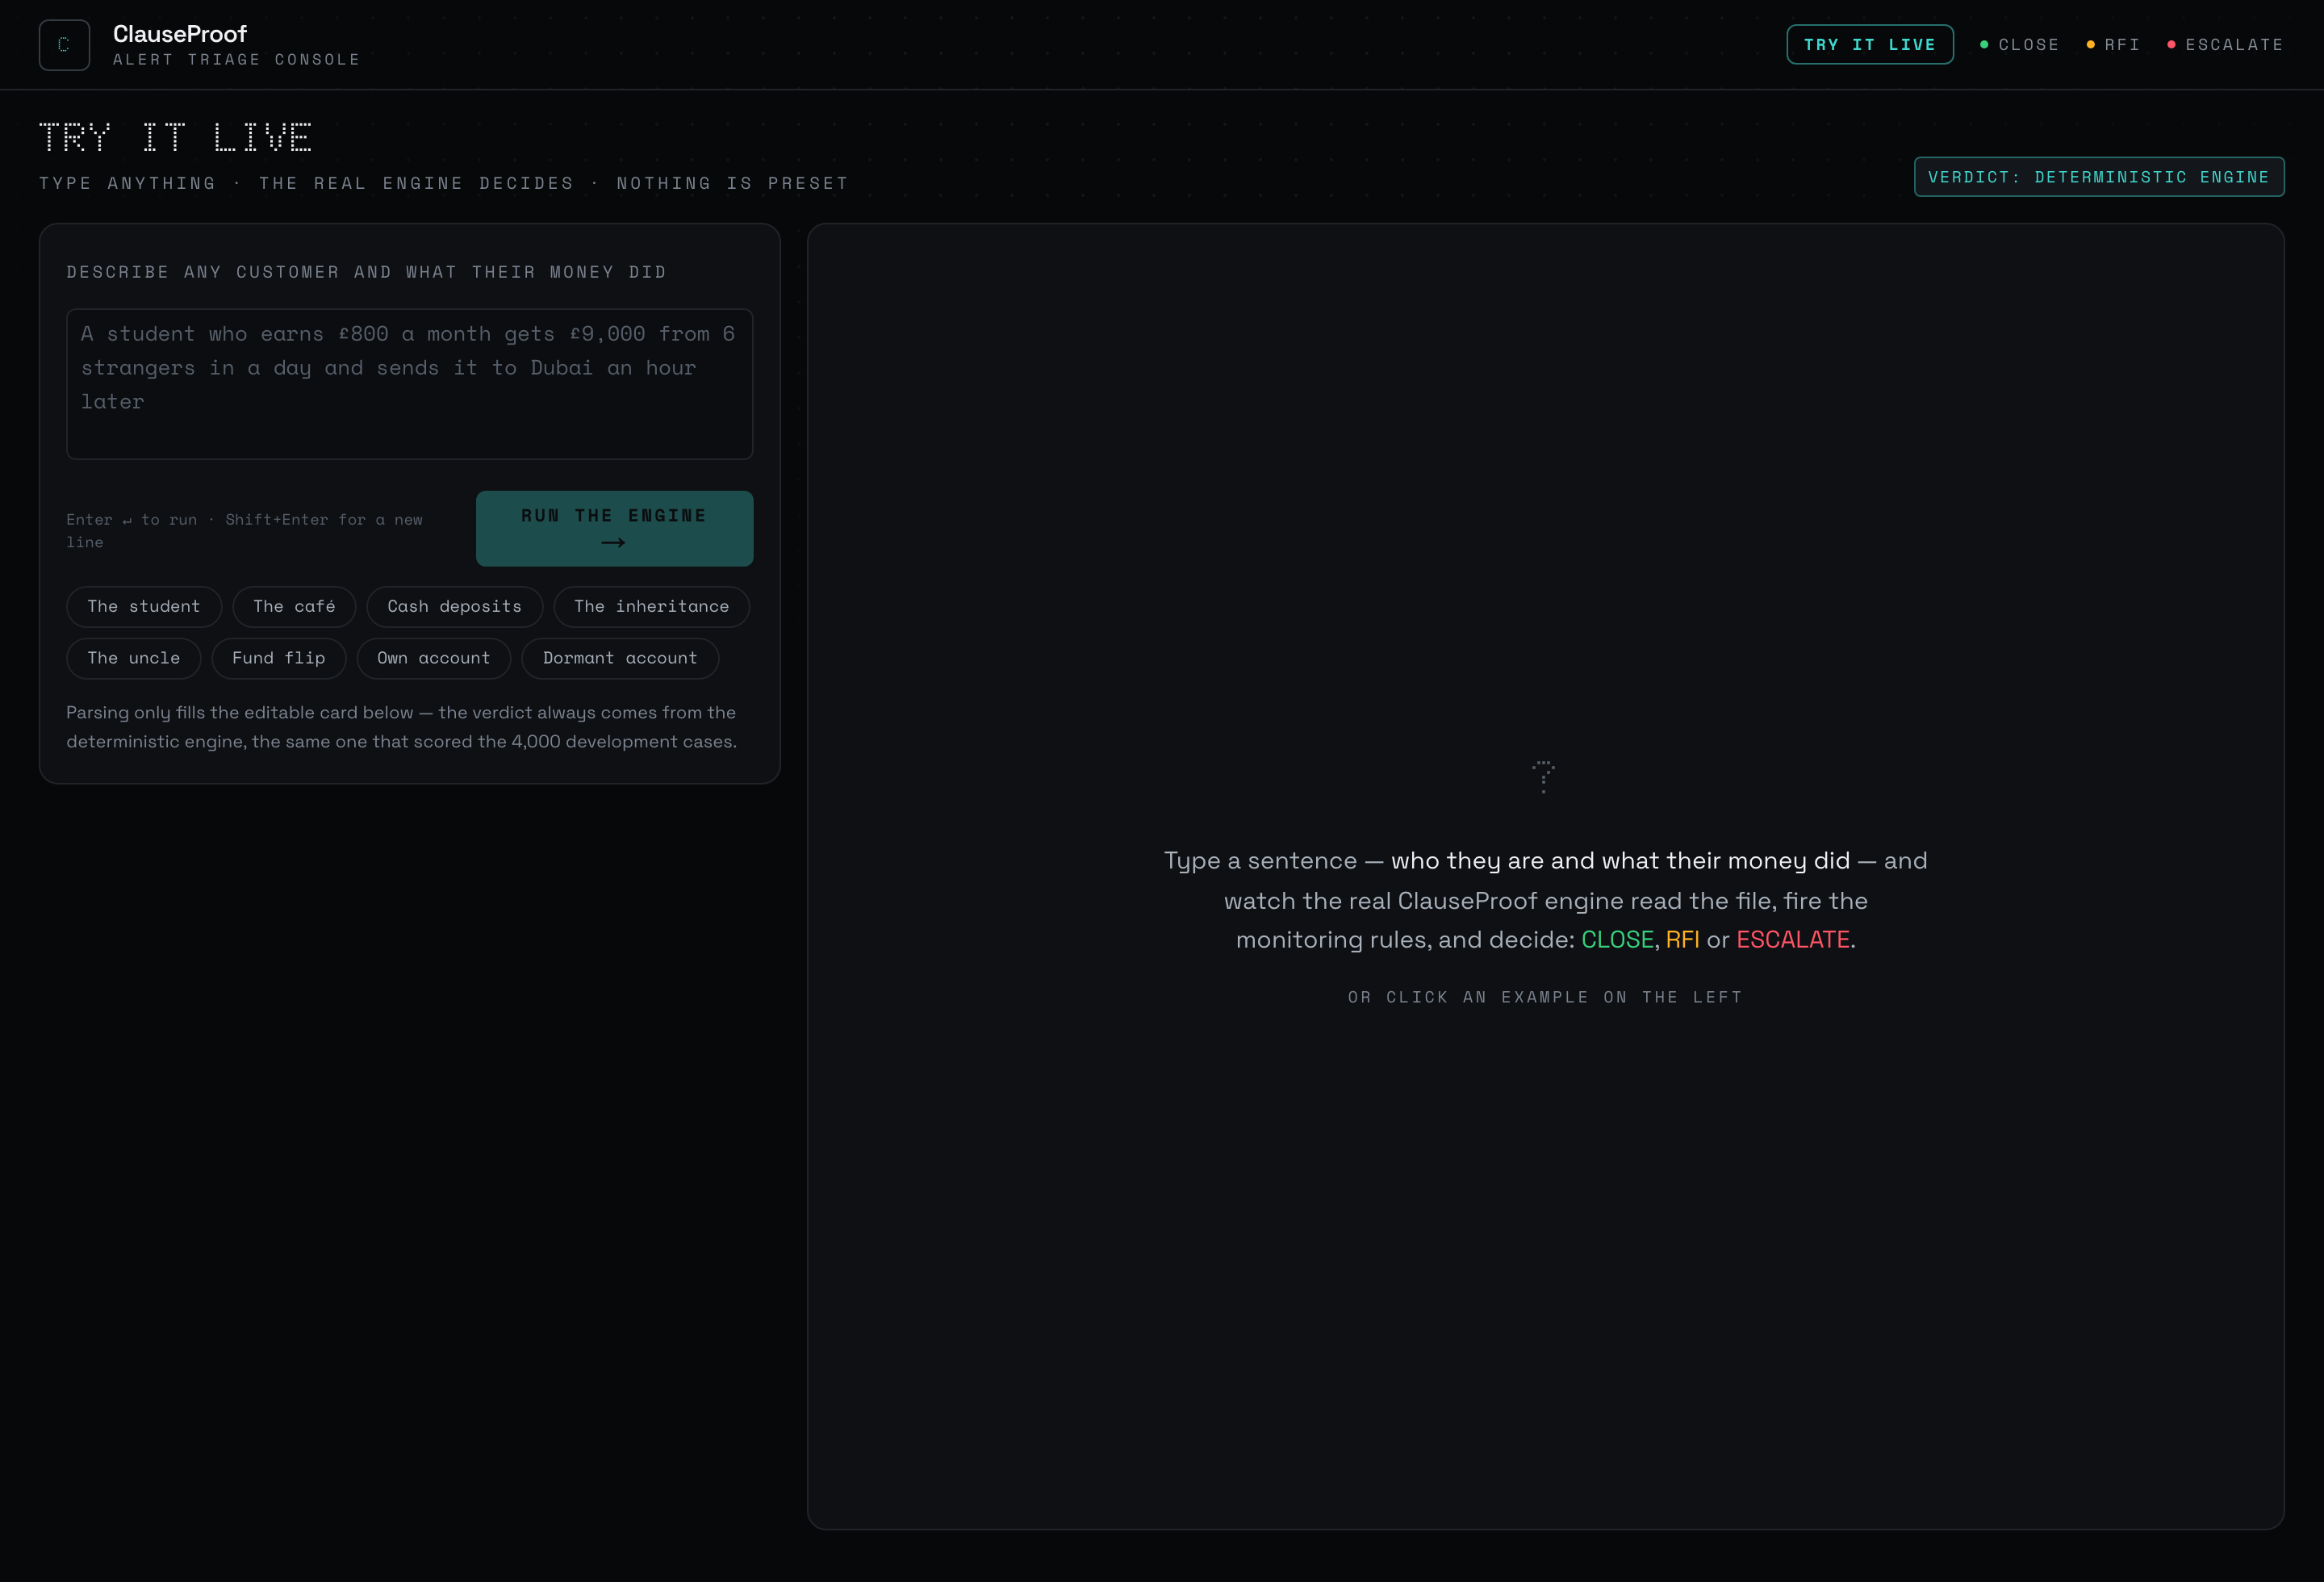 C
ClauseProof
ALERT TRIAGE CONSOLE
TRY IT LIVE
CLOSE
RFI
ESCALATE
TRY IT LIVE
TYPE ANYTHING · THE REAL ENGINE DECIDES · NOTHING IS PRESET
VERDICT: DETERMINISTIC ENGINE
DESCRIBE ANY CUSTOMER AND WHAT THEIR MONEY DID
A student who earns £800 a month gets £9,000 from 6
strangers in a day and sends it to Dubai an hour
later
Enter ↵ to run · Shift+Enter for a new
line
RUN THE ENGINE
→
The student
The café
Cash deposits
The inheritance
The uncle
Fund flip
Own account
Dormant account
Parsing only fills the editable card below — the verdict always comes from the
deterministic engine, the same one that scored the 4,000 development cases.
?
Type a sentence — who they are and what their money did — and
watch the real ClauseProof engine read the file, fire the
monitoring rules, and decide: CLOSE, RFI or ESCALATE.
OR CLICK AN EXAMPLE ON THE LEFT